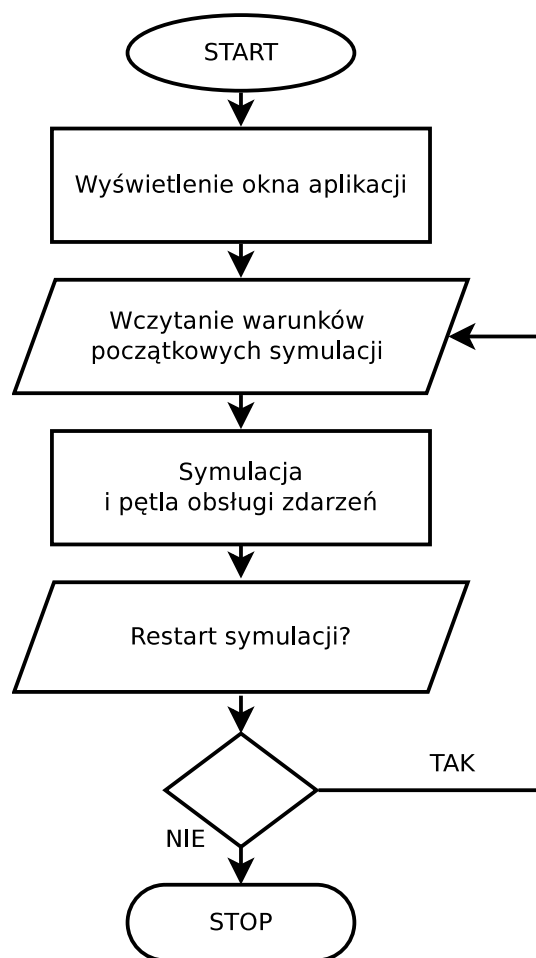 START
Wyświetlenie okna aplikacji
Wczytanie warunków
początkowych symulacji
Symulacja
i pętla obsługi zdarzeń
Restart symulacji?
TAK
NIE
STOP